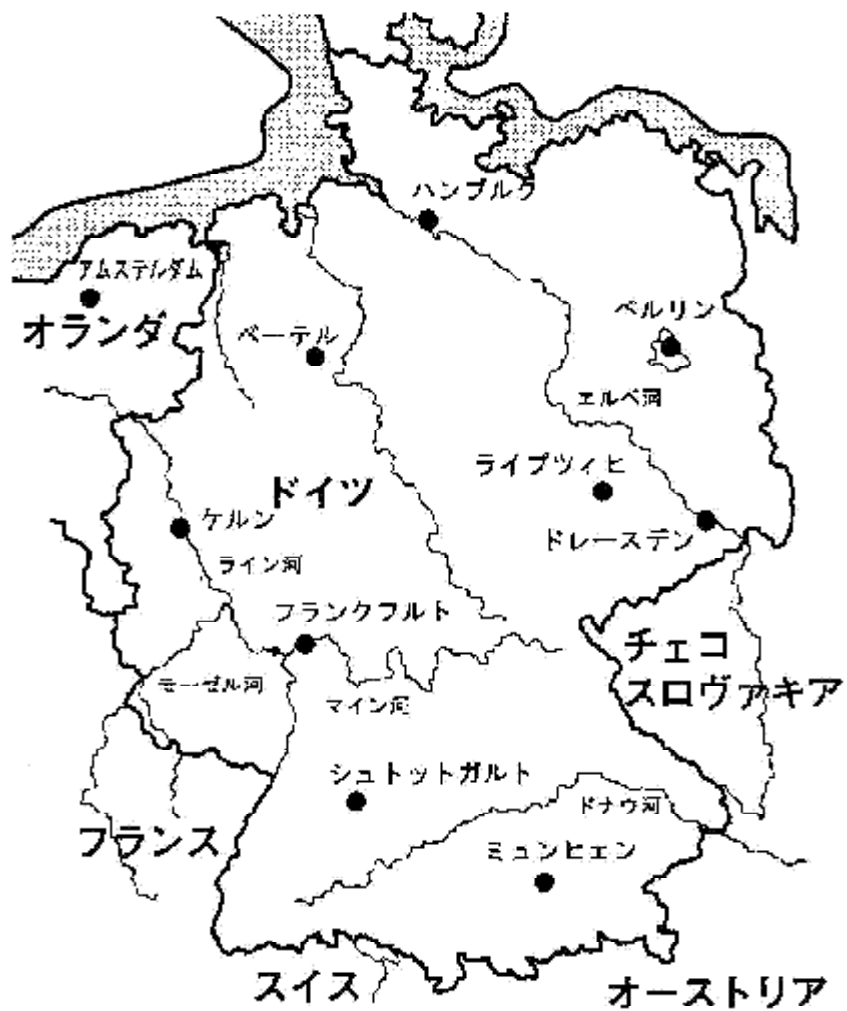 ハンブルク
アムステルダム
オランダ
ベーテル
ベルリン
エルベ河
ライプツィヒ
ドイツ
ケルン
ドレースデン
ライン河
フランクフルト
チェコ
スロヴァキア
モーゼル河
マイン河
シュトットガルト
ドナウ河
フランス
ミュンヒェン
スイス
オーストリア